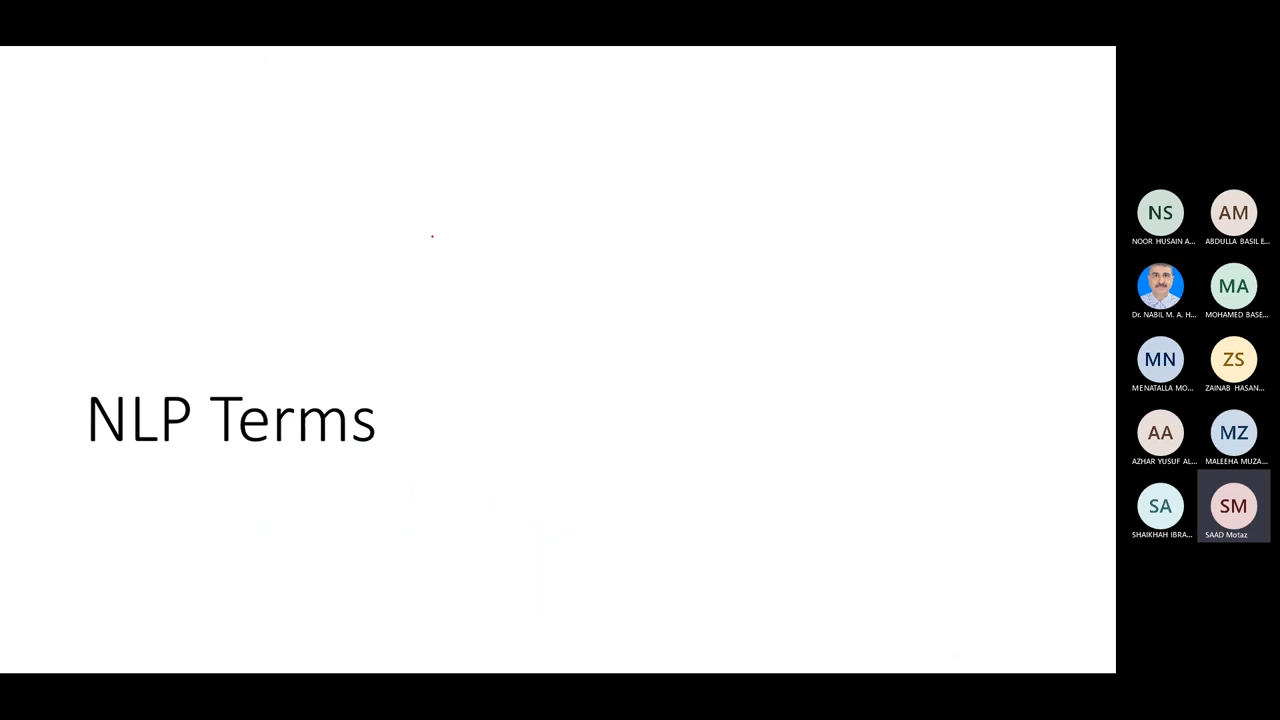 NLP Terms
NS
AM
NOOR HUSAIN A...
ABDULLA BASIL E...
MA
Dr. NABIL M. A. H...
MOHAMED BASE...
MN
ZS
MENATALLA MO...
ZAINAB HASAN...
AA
MZ
AZHAR YUSUF AL...
MALEEHA MUZA...
SA
SM
SHAIKHAH IBRA...
SAAD Motaz